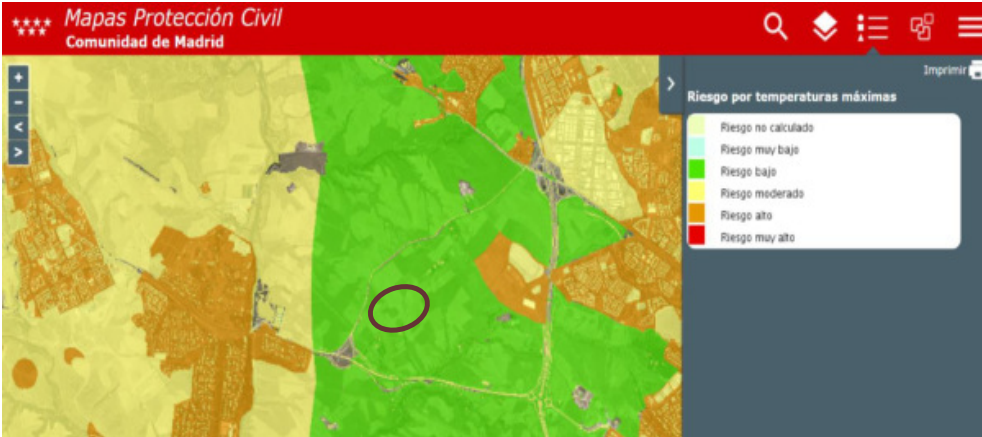 Mapas Protección Civil
Comunidad de Madrid
+
−
<
>
>
Imprimir
Riesgo por temperaturas máximas
Riesgo no calculado
Riesgo muy bajo
Riesgo bajo
Riesgo moderado
Riesgo alto
Riesgo muy alto